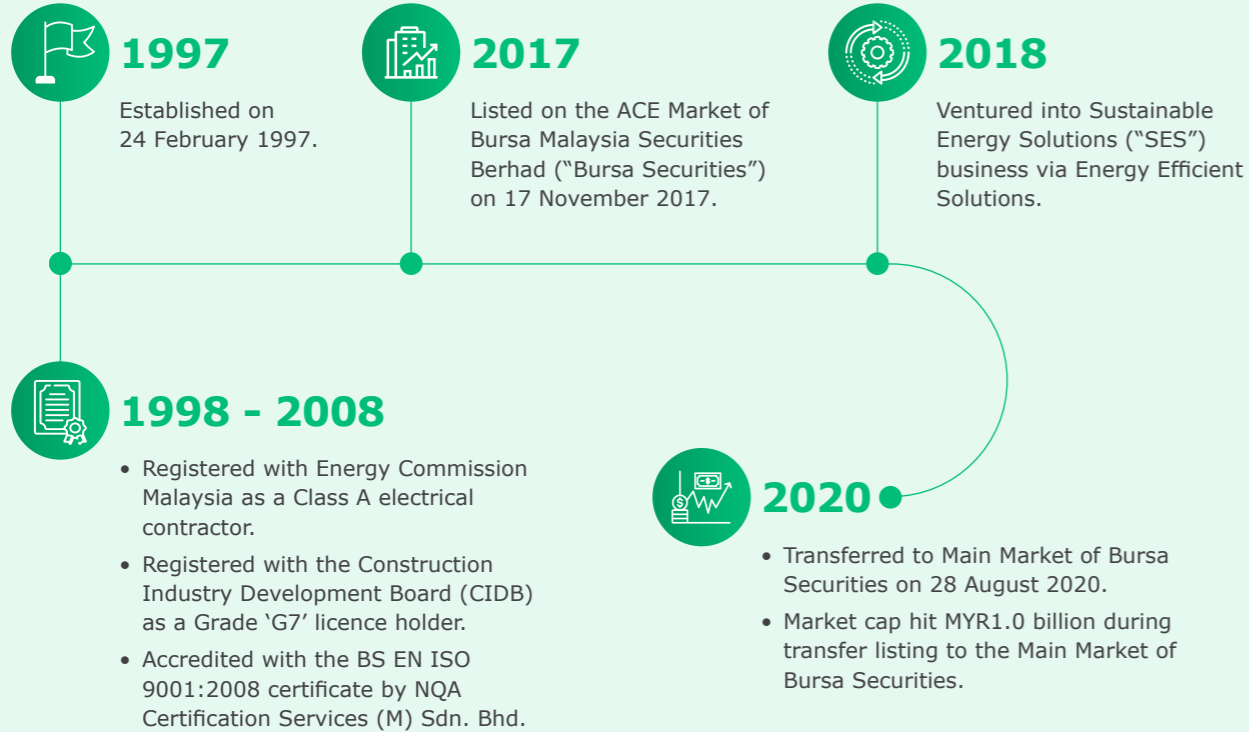 1997
Established on
24 February 1997.
2017
Listed on the ACE Market of
Bursa Malaysia Securities
Berhad (“Bursa Securities”)
on 17 November 2017.
2018
Ventured into Sustainable
Energy Solutions (“SES”)
business via Energy Efficient
Solutions.
1998 - 2008
• Registered with Energy Commission
Malaysia as a Class A electrical
contractor.
• Registered with the Construction
Industry Development Board (CIDB)
as a Grade ‘G7’ licence holder.
• Accredited with the BS EN ISO
9001:2008 certificate by NQA
Certification Services (M) Sdn. Bhd.
2020
• Transferred to Main Market of Bursa
Securities on 28 August 2020.
• Market cap hit MYR1.0 billion during
transfer listing to the Main Market of
Bursa Securities.